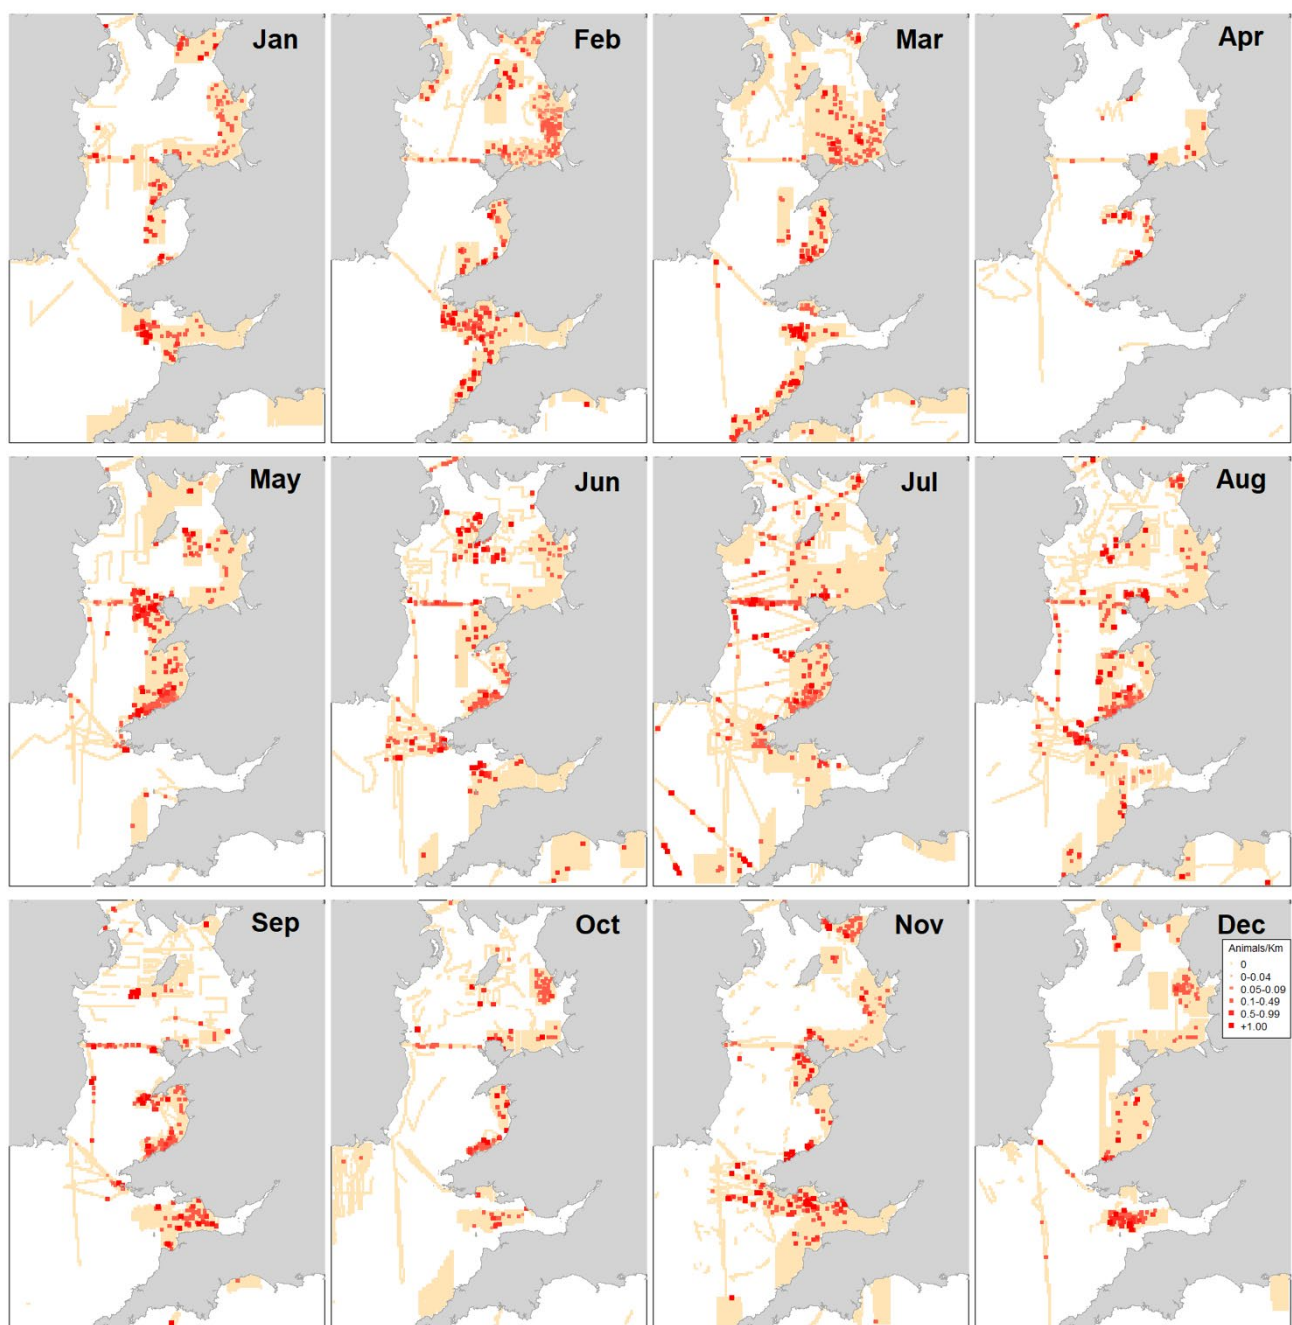 Jan
Feb
Mar
Apr
May
Jun
Jul
Aug
Sep
Oct
Nov
Dec
Animals/Km
0
0-0.04
0.05-0.09
0.1-0.49
0.5-0.99
+1.00